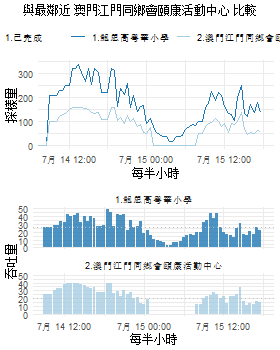 與最鄰近 澳門江門同鄉會頤康活動中心 比較
1.已完成 1.鮑思高粵華小學 2.澳門江門同鄉會頤
採樣量
300
200
100
0
7月 14 12:00 7月 15 00:00 7月 15 12:00
每半小時
1.鮑思高粵華小學
吞吐量
50
40
30
20
10
0
2.澳門江門同鄉會頤康活動中心
50
40
30
20
10
0
7月 14 12:00 7月 15 00:00 7月 15 12:00
每半小時